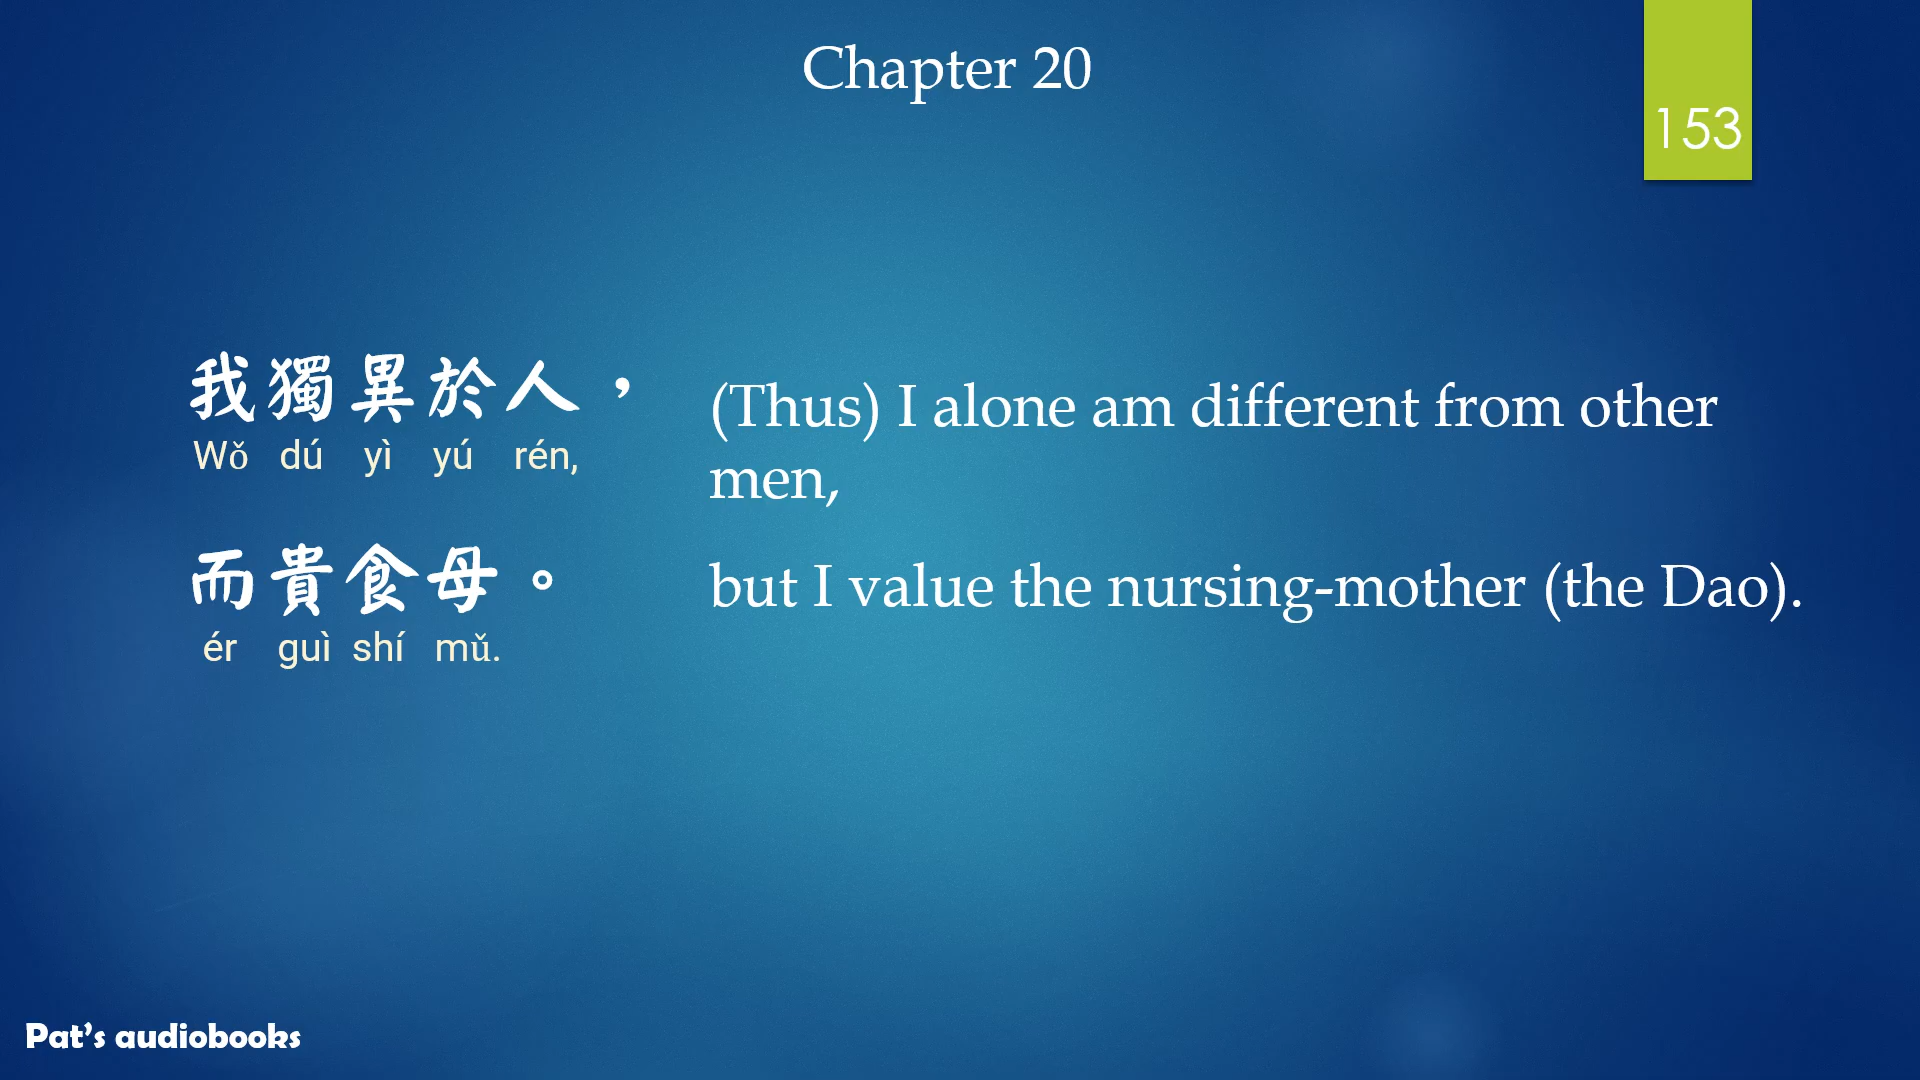 Chapter 20
153
我獨異於人，
Wǒ dú yì yú rén,
(Thus) I alone am different from other
men,
而貴食母。
ér guì shí mǔ.
but I value the nursing-mother (the Dao).
Pat's audiobooks